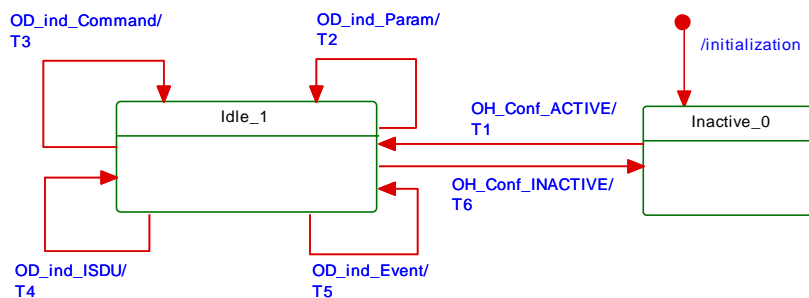 OD_ind_Command/
T3
OD_ind_Param/
T2
/initialization
Idle_1
OH_Conf_ACTIVE/
T1
Inactive_0
OH_Conf_INACTIVE/
T6
OD_ind_ISDU/
T4
OD_ind_Event/
T5